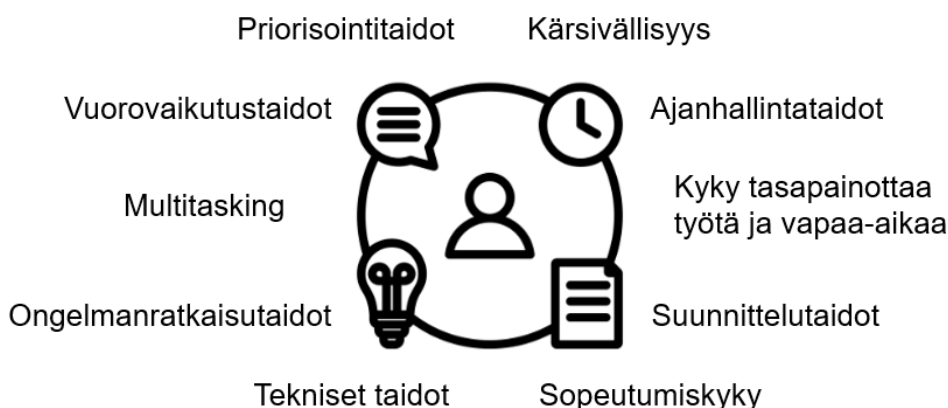 Priorisointitaidot
Kärsivällisyys
Vuorovaikutustaidot
Ajanhallintataidot
Multitasking
Kyky tasapainottaa
työtä ja vapaa-aikaa
Ongelmanratkaisutaidot
Suunnittelutaidot
Tekniset taidot
Sopeutumiskyky